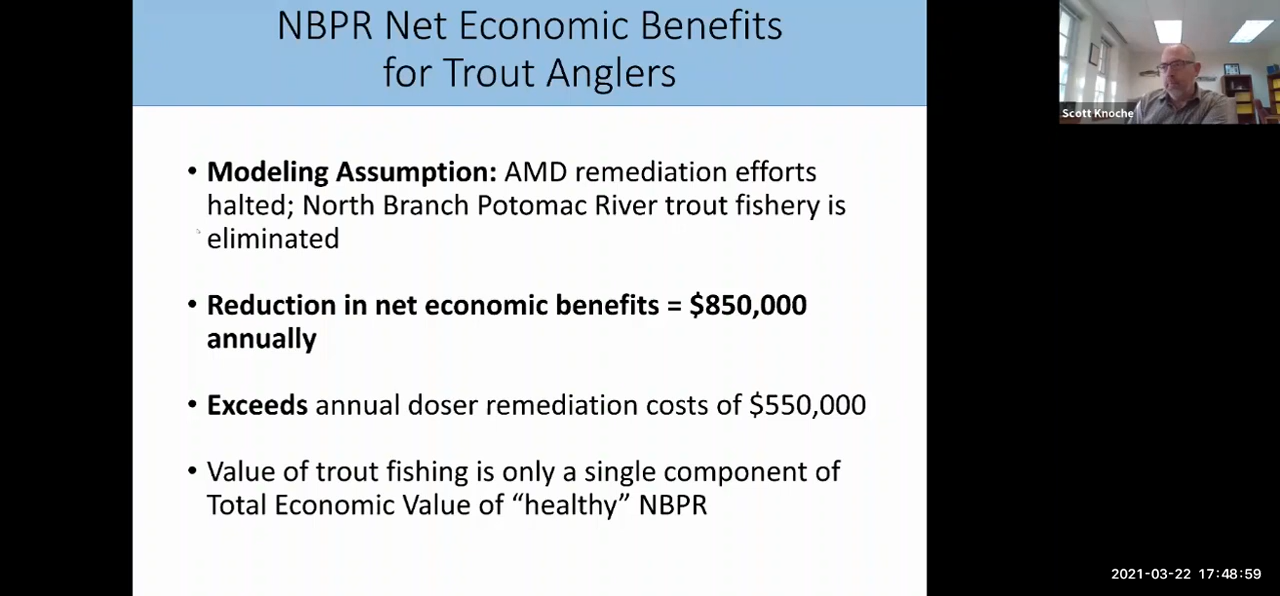 NBPR Net Economic Benefits
for Trout Anglers
• Modeling Assumption: AMD remediation efforts
halted; North Branch Potomac River trout fishery is
eliminated
• Reduction in net economic benefits = $850,000
annually
• Exceeds annual doser remediation costs of $550,000
• Value of trout fishing is only a single component of
Total Economic Value of “healthy” NBPR
Scott Knoche
2021-03-22 17:48:59